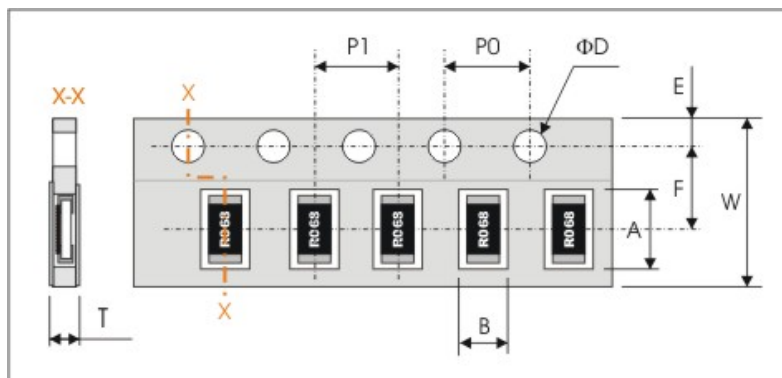 P1 P0 ΦD
X-X X E
F
W
R068 R068 R068 R068 R068 A
X
T B